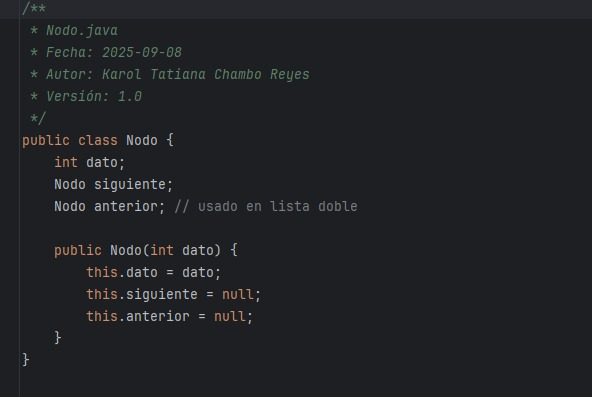 /**
 * Nodo.java
 * Fecha: 2025-09-08
 * Autor: Karol Tatiana Chambo Reyes
 * Versión: 1.0
 */
public class Nodo {
    int dato;
    Nodo siguiente;
    Nodo anterior; // usado en lista doble

    public Nodo(int dato) {
        this.dato = dato;
        this.siguiente = null;
        this.anterior = null;
    }
}